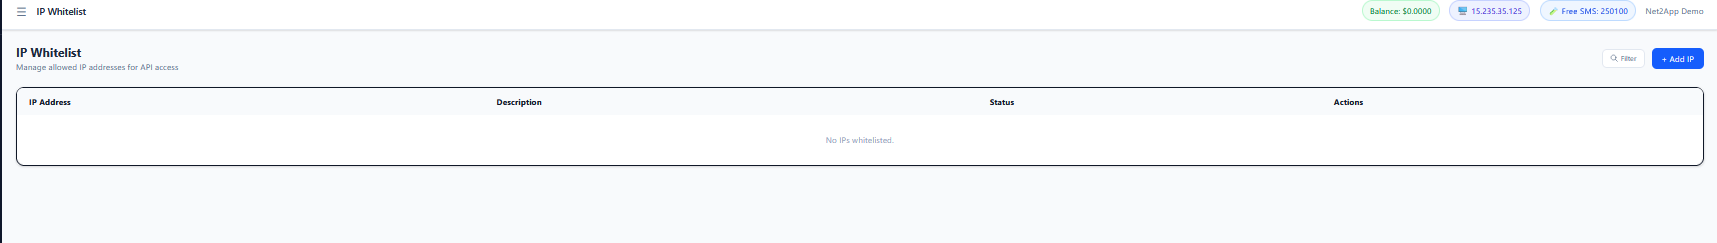 ☰ IP Whitelist Balance: $0.0000 15.235.35.125 Free SMS: 250100 Net2App Demo
IP Whitelist
Manage allowed IP addresses for API access
Filter + Add IP
IP Address Description Status Actions
No IPs whitelisted.